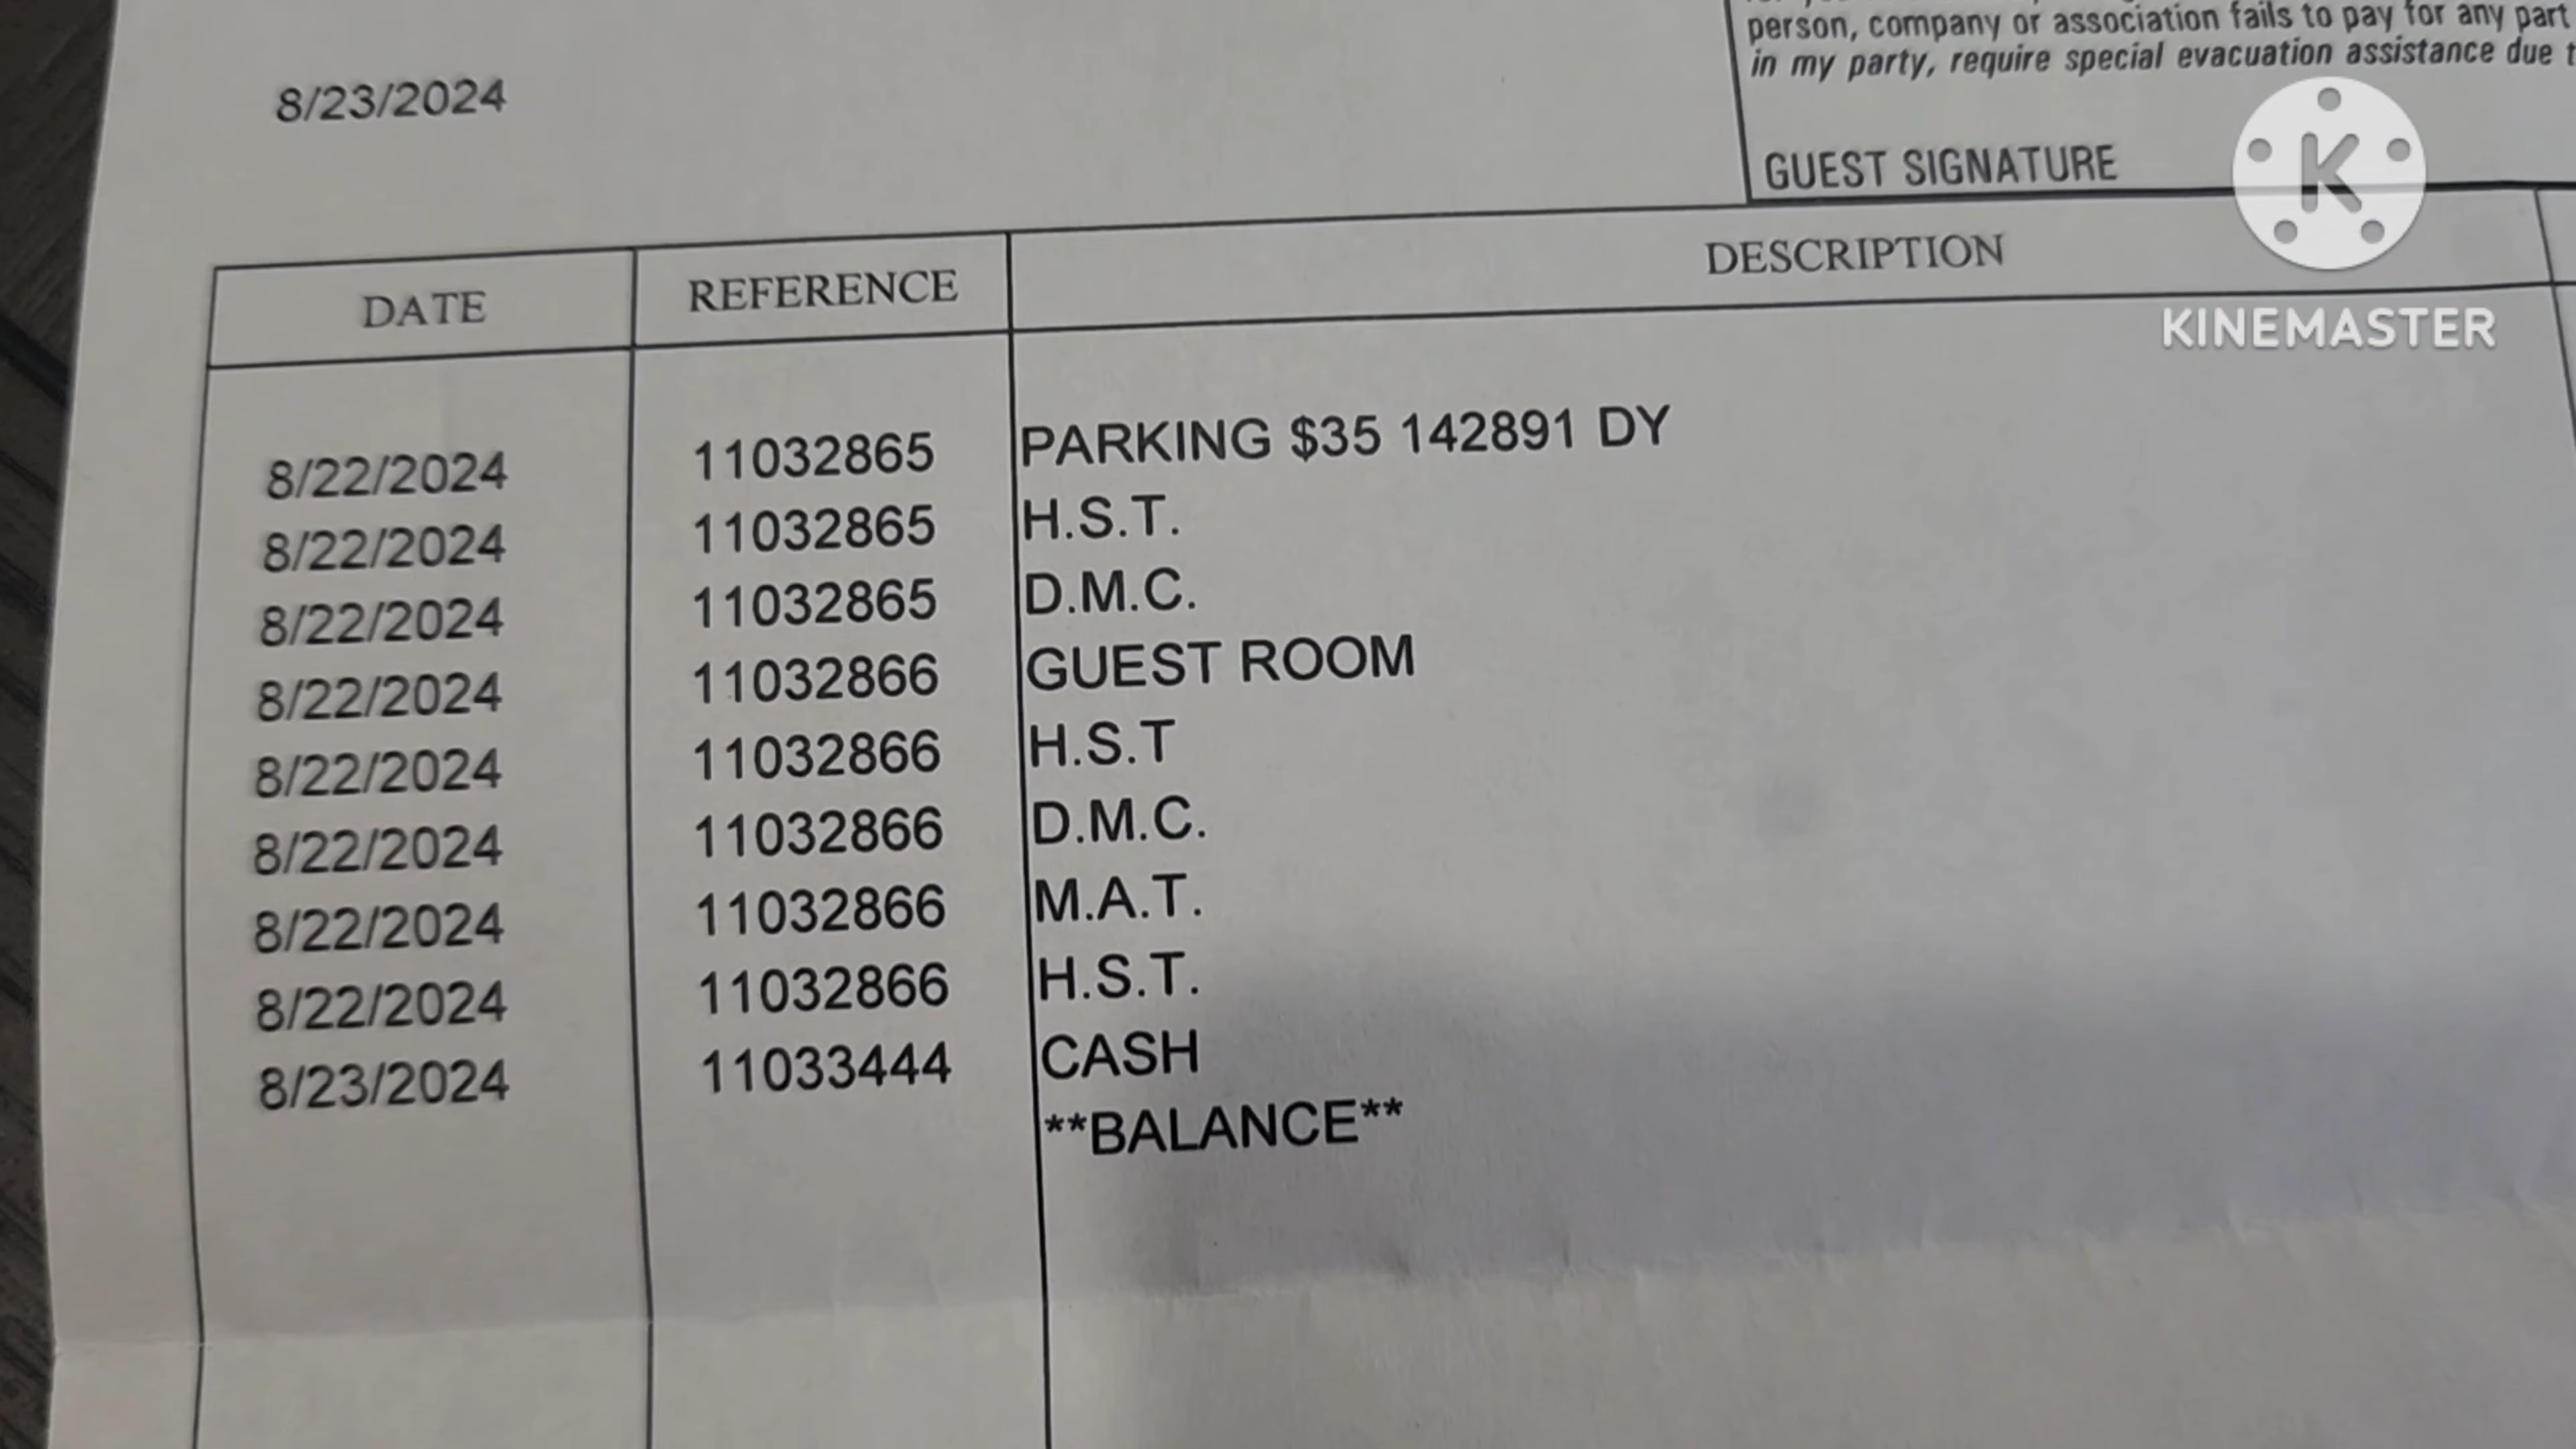 person, company or association fails to pay for any part
in my party, require special evacuation assistance due
8/23/2024
GUEST SIGNATURE
DATE REFERENCE DESCRIPTION
KINEMASTER
8/22/2024 11032865 PARKING $35 142891 DY
8/22/2024 11032865 H.S.T.
8/22/2024 11032865 D.M.C.
8/22/2024 11032866 GUEST ROOM
8/22/2024 11032866 H.S.T
8/22/2024 11032866 D.M.C.
8/22/2024 11032866 M.A.T.
8/22/2024 11032866 H.S.T.
8/23/2024 11033444 CASH
**BALANCE**